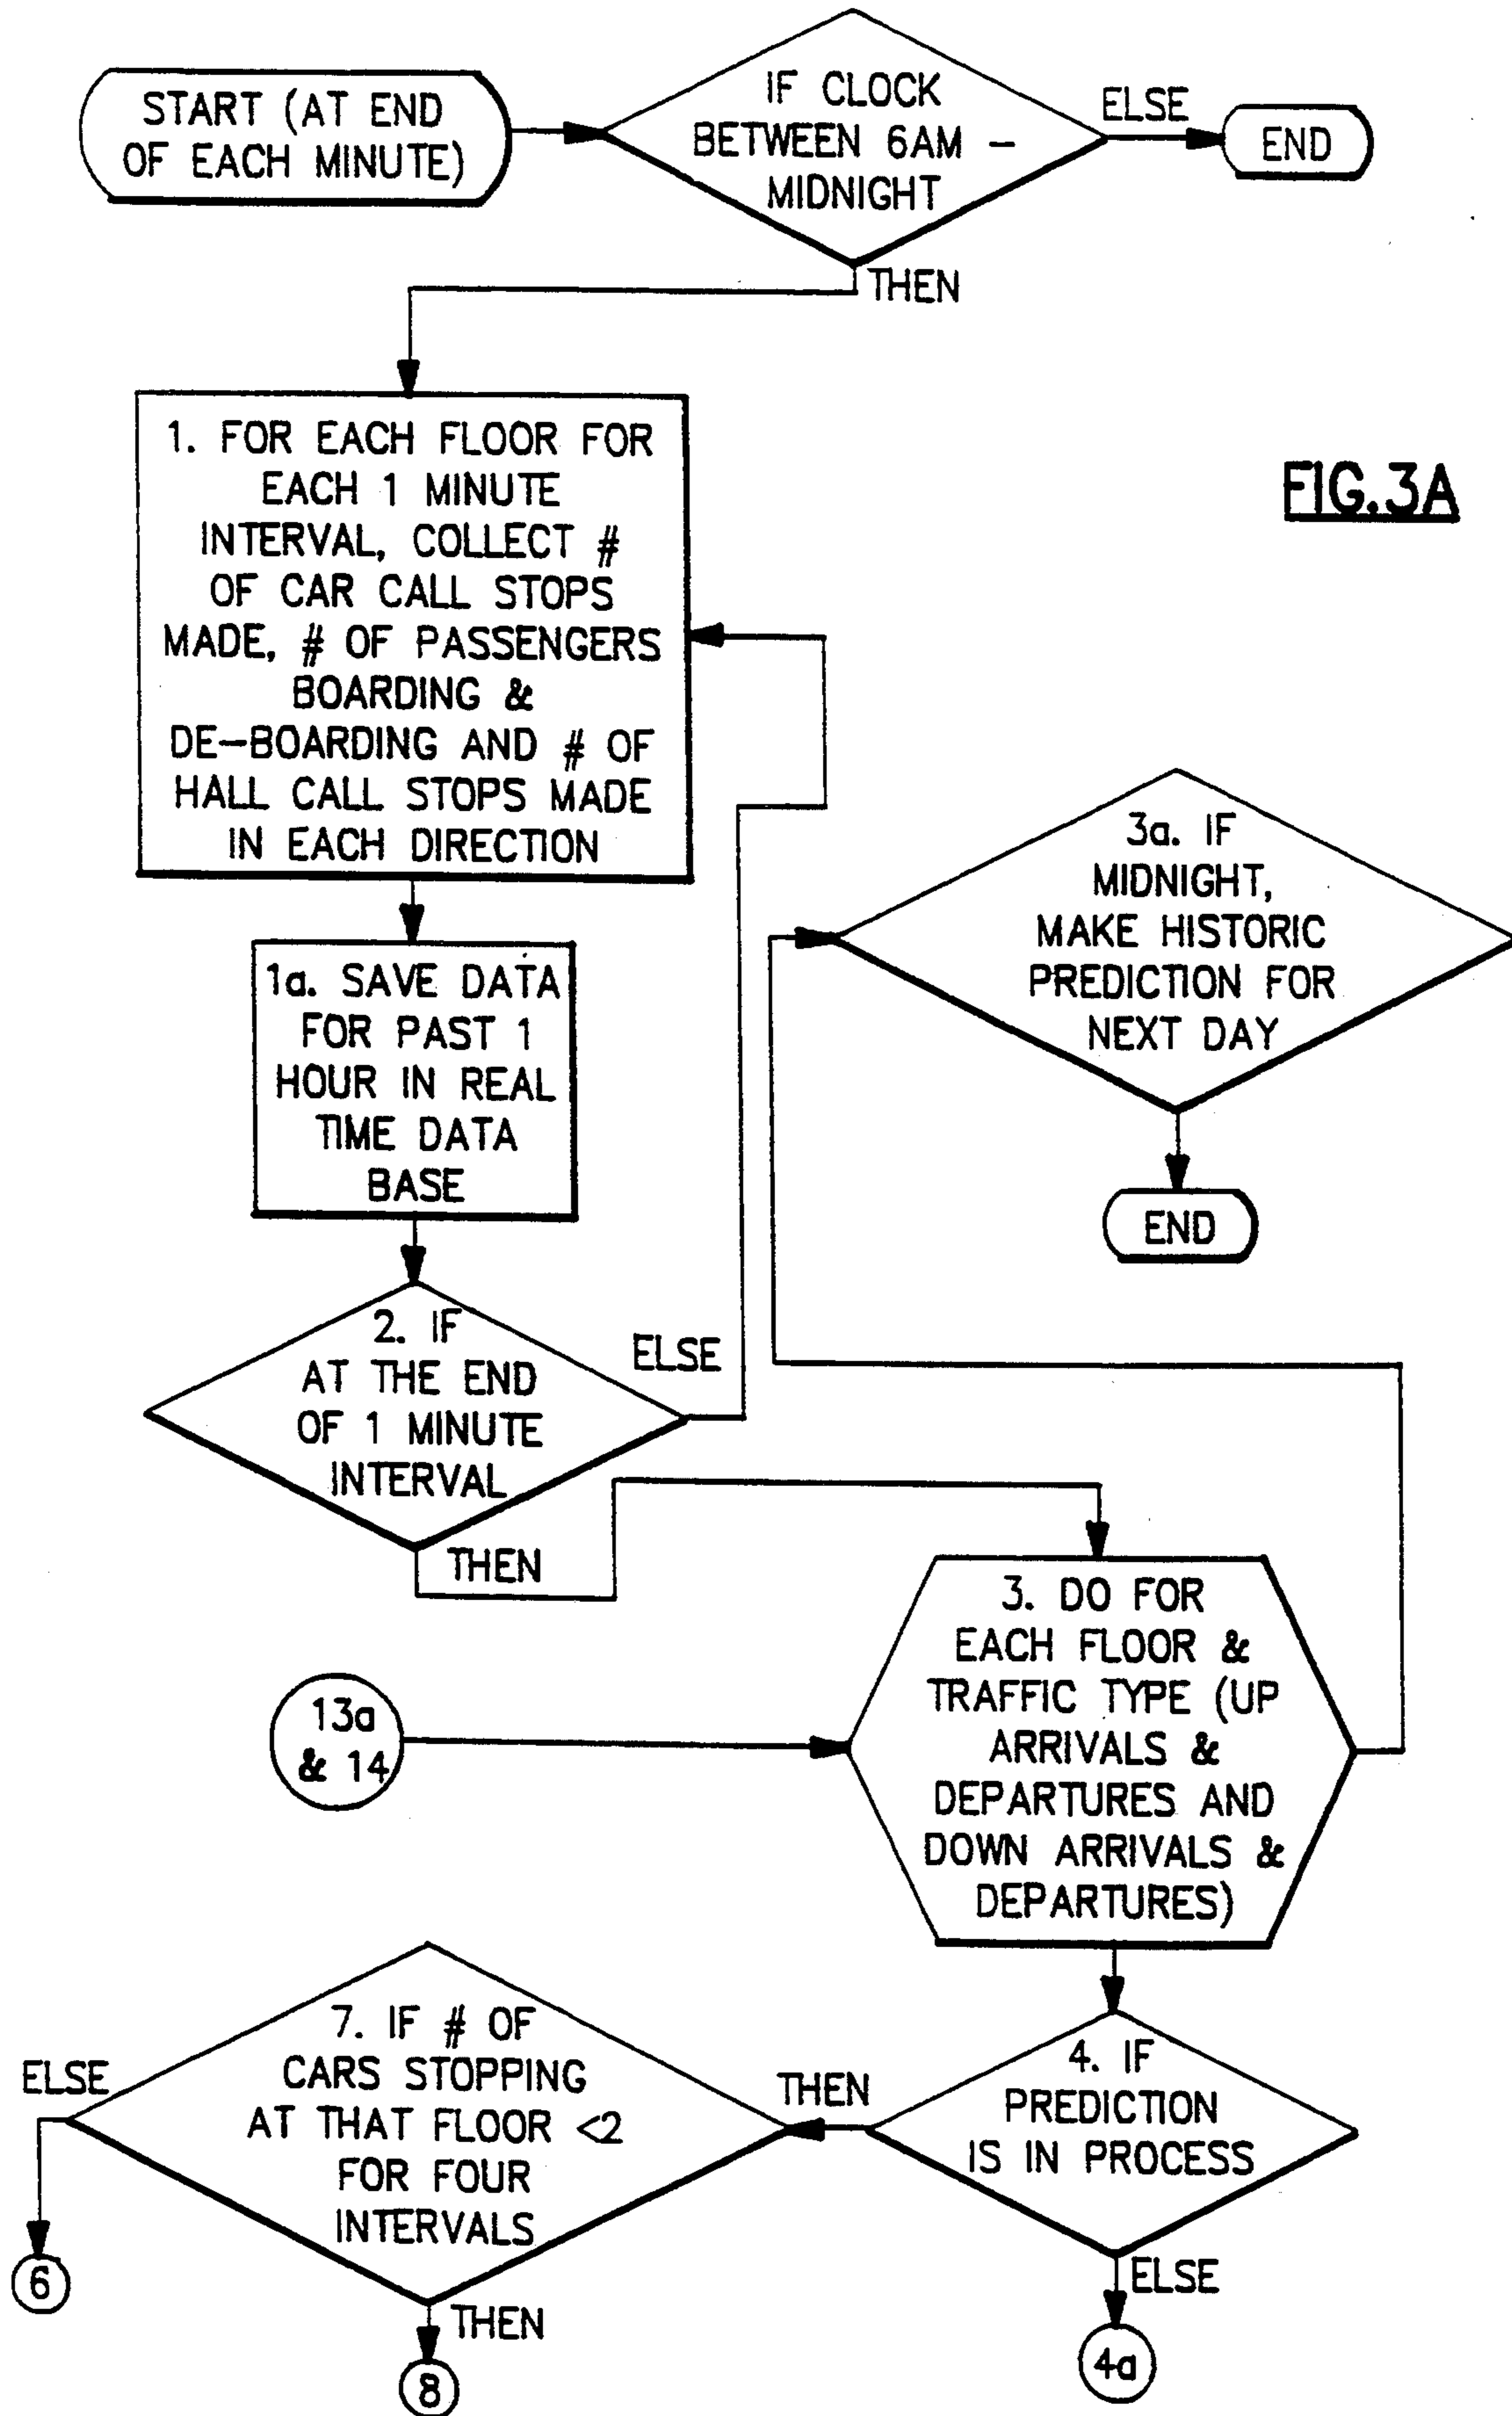 START (AT END
OF EACH MINUTE)
IF CLOCK
BETWEEN 6AM –
MIDNIGHT
ELSE
END
THEN
1. FOR EACH FLOOR FOR
EACH 1 MINUTE
INTERVAL, COLLECT #
OF CAR CALL STOPS
MADE, # OF PASSENGERS
BOARDING &
DE–BOARDING AND # OF
HALL CALL STOPS MADE
IN EACH DIRECTION
FIG.3A
1a. SAVE DATA
FOR PAST 1
HOUR IN REAL
TIME DATA
BASE
3a. IF
MIDNIGHT,
MAKE HISTORIC
PREDICTION FOR
NEXT DAY
END
2. IF
AT THE END
OF 1 MINUTE
INTERVAL
ELSE
THEN
3. DO FOR
EACH FLOOR &
TRAFFIC TYPE (UP
ARRIVALS &
DEPARTURES AND
DOWN ARRIVALS &
DEPARTURES)
13a
& 14
7. IF # OF
CARS STOPPING
AT THAT FLOOR <2
FOR FOUR
INTERVALS
ELSE
6
THEN
8
THEN
4. IF
PREDICTION
IS IN PROCESS
ELSE
4a